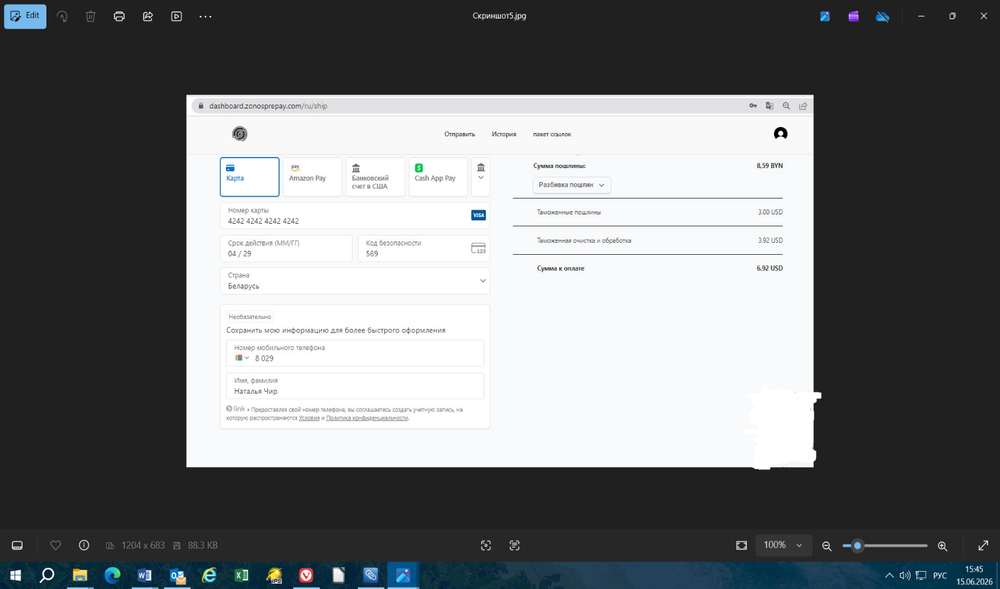 Edit
Скриншот5.jpg
dashboard.zonosprepay.com/ru/ship
Отправить История пакет ссылок
Карта
pay
Amazon Pay
Банковский
счет в США
Cash App Pay
Номер карты
4242 4242 4242 4242
VISA
Срок действия (ММ/ГГ)
04 / 29
Код безопасности
569
123
Страна
Беларусь
Необязательно
Сохранить мою информацию для более быстрого оформления
Номер мобильного телефона
8 029
Имя, фамилия
Наталья Чир
link • Предоставляя свой номер телефона, вы соглашаетесь создать учетную запись, на
которую распространяются Условия и Политика конфиденциальности.
Сумма пошлины: 8,59 BYN
Разбивка пошлин
Таможенные пошлины 3.00 USD
Таможенная очистка и обработка 3.92 USD
Сумма к оплате 6.92 USD
1204 x 683 88.3 KB
100%
IPS
РУС
15:45
15.06.2026